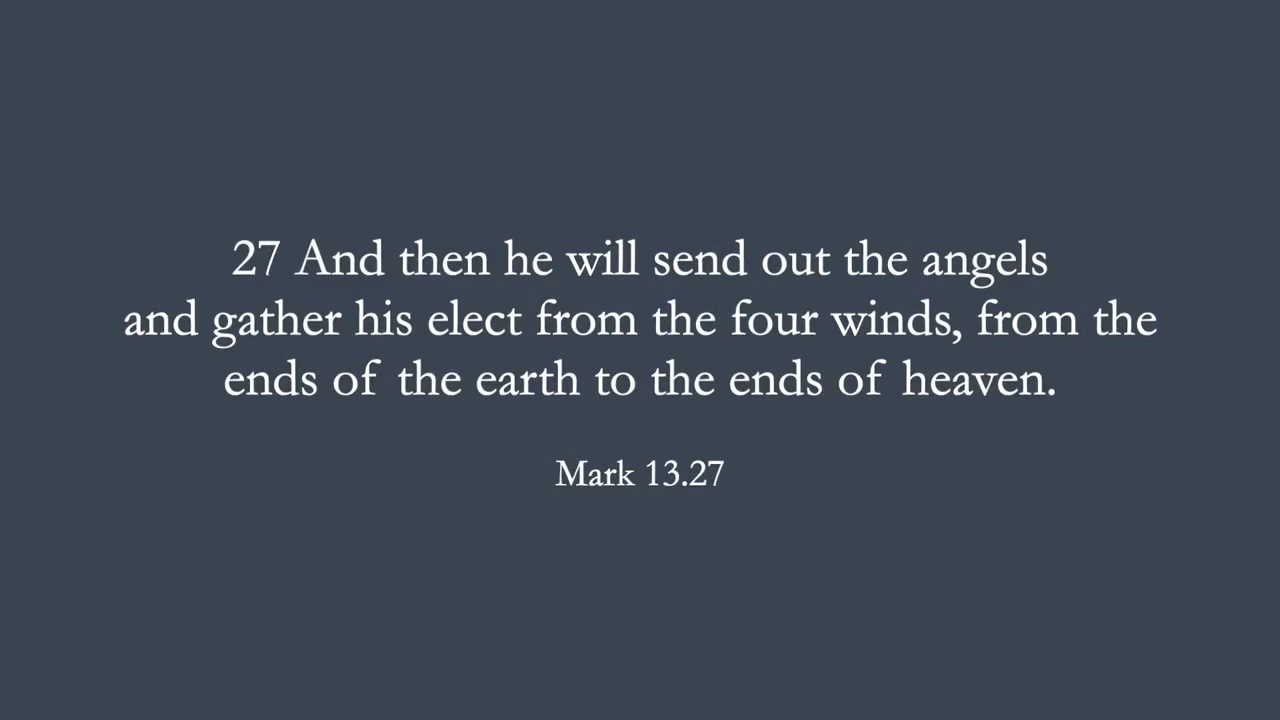 27 And then he will send out the angels
and gather his elect from the four winds, from the
ends of the earth to the ends of heaven.
Mark 13.27